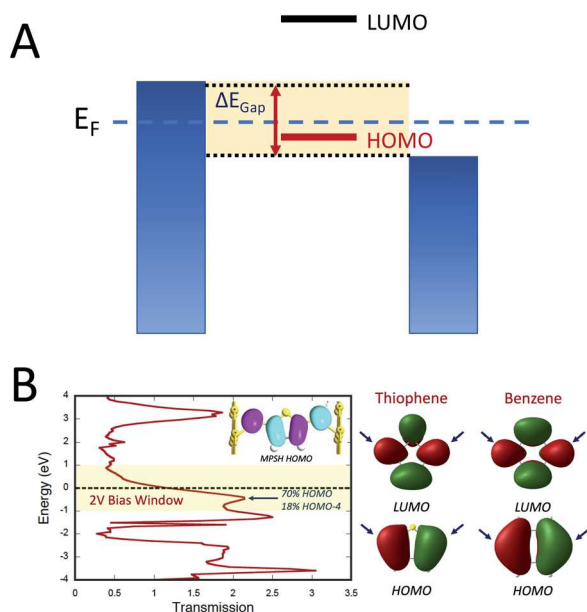 A
LUMO
ΔE_Gap
E_F
HOMO
B
4
3
2
1
0
-1
-2
-3
-4
Energy (eV)
MPSH HOMO
2V Bias Window
70% HOMO
18% HOMO-4
0
0.5
1
1.5
2
2.5
3
3.5
Transmission
Thiophene
Benzene
LUMO
LUMO
HOMO
HOMO